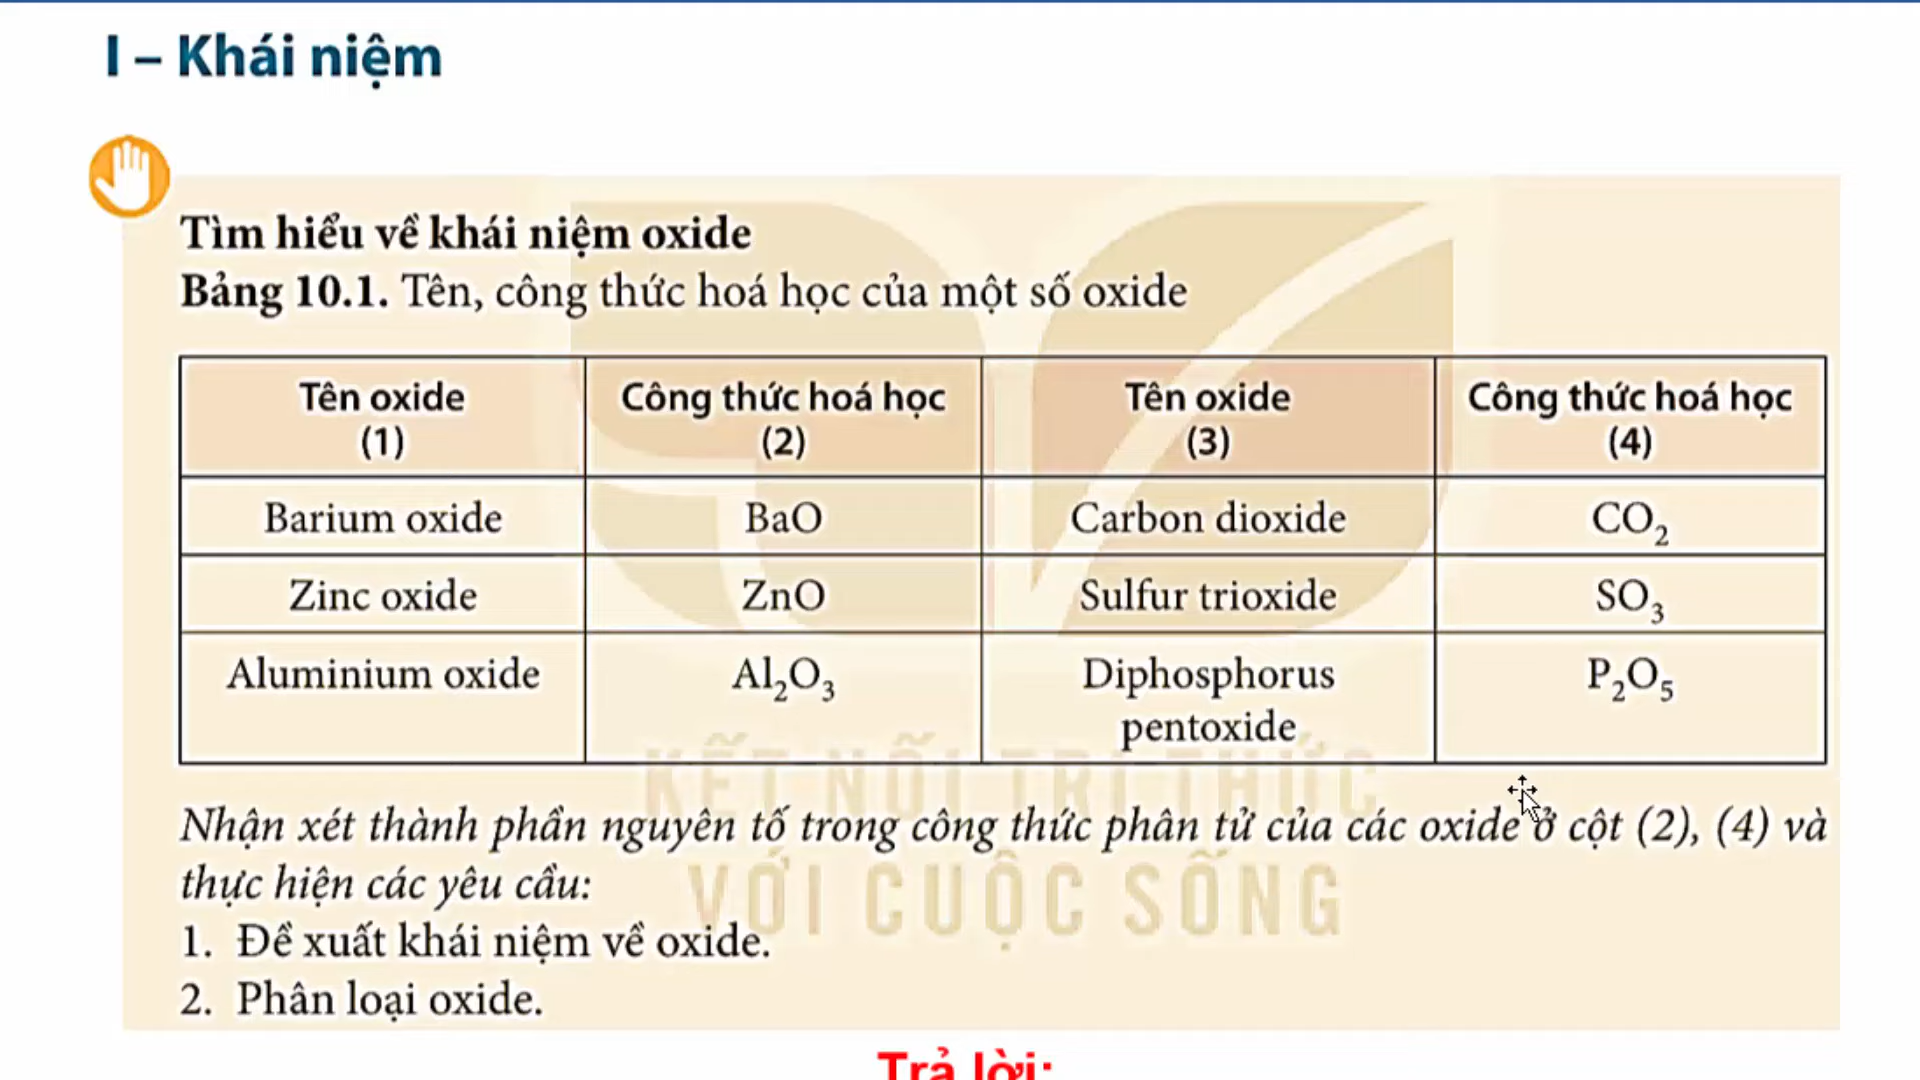 I – Khái niệm
Tìm hiểu về khái niệm oxide
Bảng 10.1. Tên, công thức hoá học của một số oxide
Tên oxide (1) Công thức hoá học (2) Tên oxide (3) Công thức hoá học (4)
Barium oxide BaO Carbon dioxide CO₂
Zinc oxide ZnO Sulfur trioxide SO₃
Aluminium oxide Al₂O₃ Diphosphorus pentoxide P₂O₅
KẾT NỐI TRI THỨC
Nhận xét thành phần nguyên tố trong công thức phân tử của các oxide ở cột (2), (4) và
thực hiện các yêu cầu:
VỚI CUỘC SỐNG
1. Đề xuất khái niệm về oxide.
2. Phân loại oxide.
Trả lời: